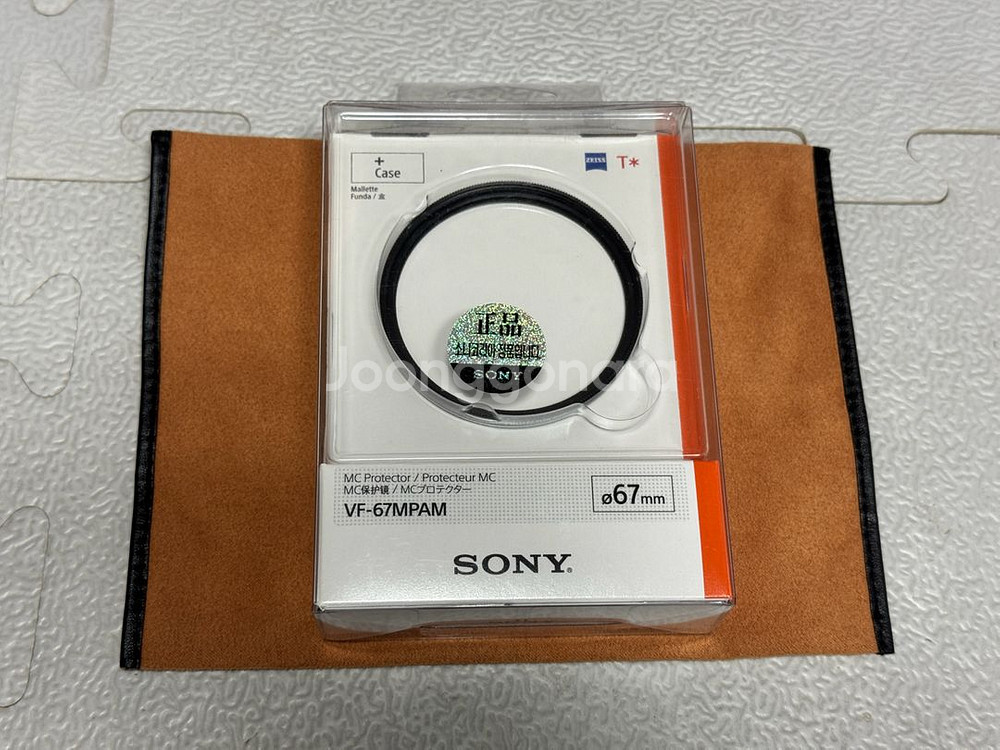 +
Case
Mallette
Funda / 盒
ZEISS T*
正品
SONY
Joonggonara
MC Protector / Protecteur MC
MC保护镜 / MCプロテクター
VF-67MPAM
ø67mm
SONY®